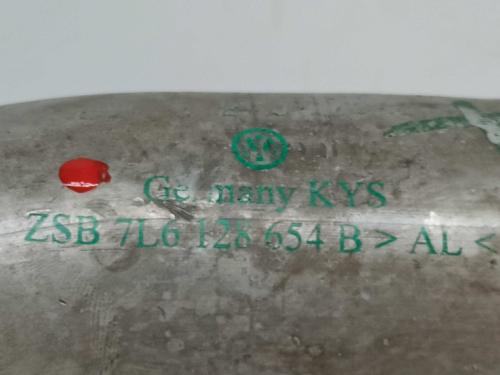 Germany KYS
ZSB 7L6 128 654 B > AL <